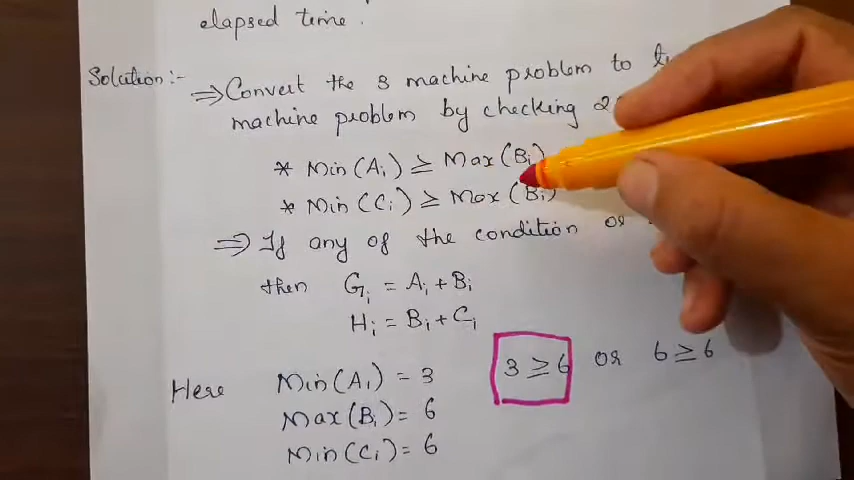 elapsed time.
Solution :-
⇒ Convert the 3 machine problem to
machine problem by checking 2
* Min (Ai) ≥ Max (Bi)
* Min (Ci) ≥ Max (Bi)
⇒ If any of the condition or
then Gi = Ai + Bi
Hi = Bi + Ci
3 ≥ 6 or 6 ≥ 6
Here Min (Ai) = 3
Max (Bi) = 6
Min (Ci) = 6